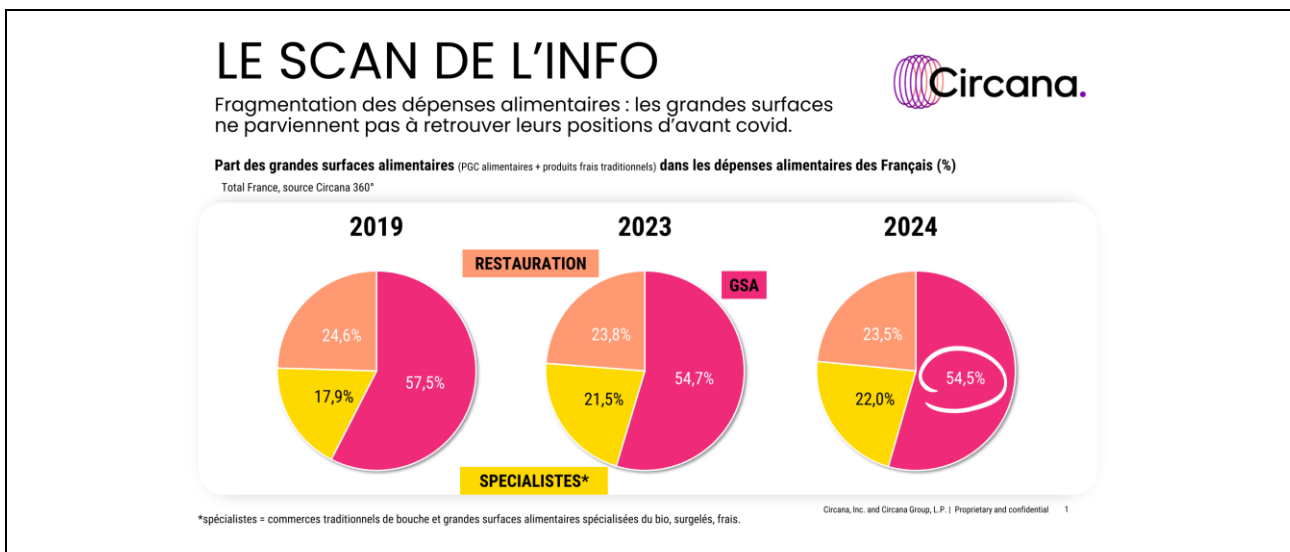 LE SCAN DE L'INFO
Circana.
Fragmentation des dépenses alimentaires : les grandes surfaces
ne parviennent pas à retrouver leurs positions d'avant covid.
Part des grandes surfaces alimentaires (PGC alimentaires + produits frais traditionnels) dans les dépenses alimentaires des Français (%)
Total France, source Circana 360°
2019
2023
2024
RESTAURATION
GSA
24,6%
57,5%
17,9%
23,8%
54,7%
21,5%
23,5%
54,5%
22,0%
SPECIALISTES*
*spécialistes = commerces traditionnels de bouche et grandes surfaces alimentaires spécialisées du bio, surgelés, frais.
Circana, Inc. and Circana Group, L.P. | Proprietary and confidential 1